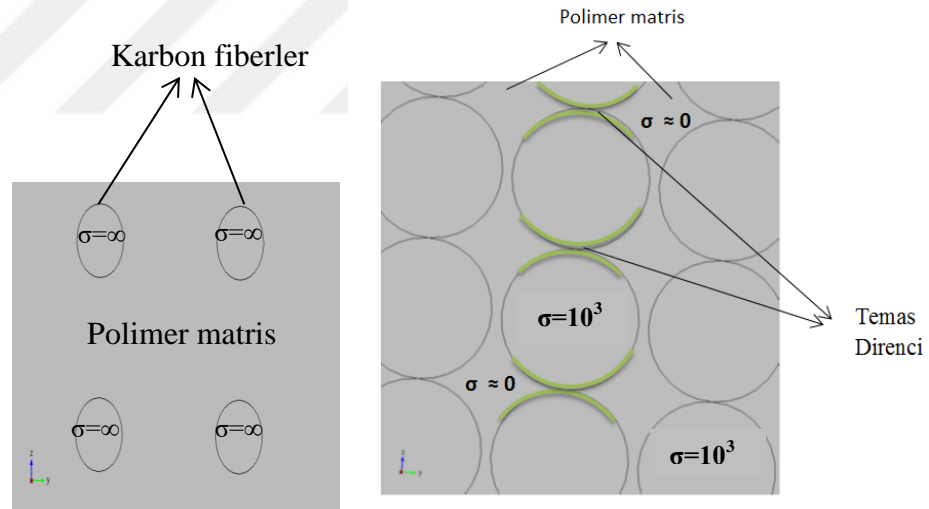 Karbon fiberler
σ=∞
σ=∞
Polimer matris
σ=∞
σ=∞
z
y
Polimer matris
σ ≈ 0
σ=10³
σ ≈ 0
σ=10³
Temas
Direnci
z
y